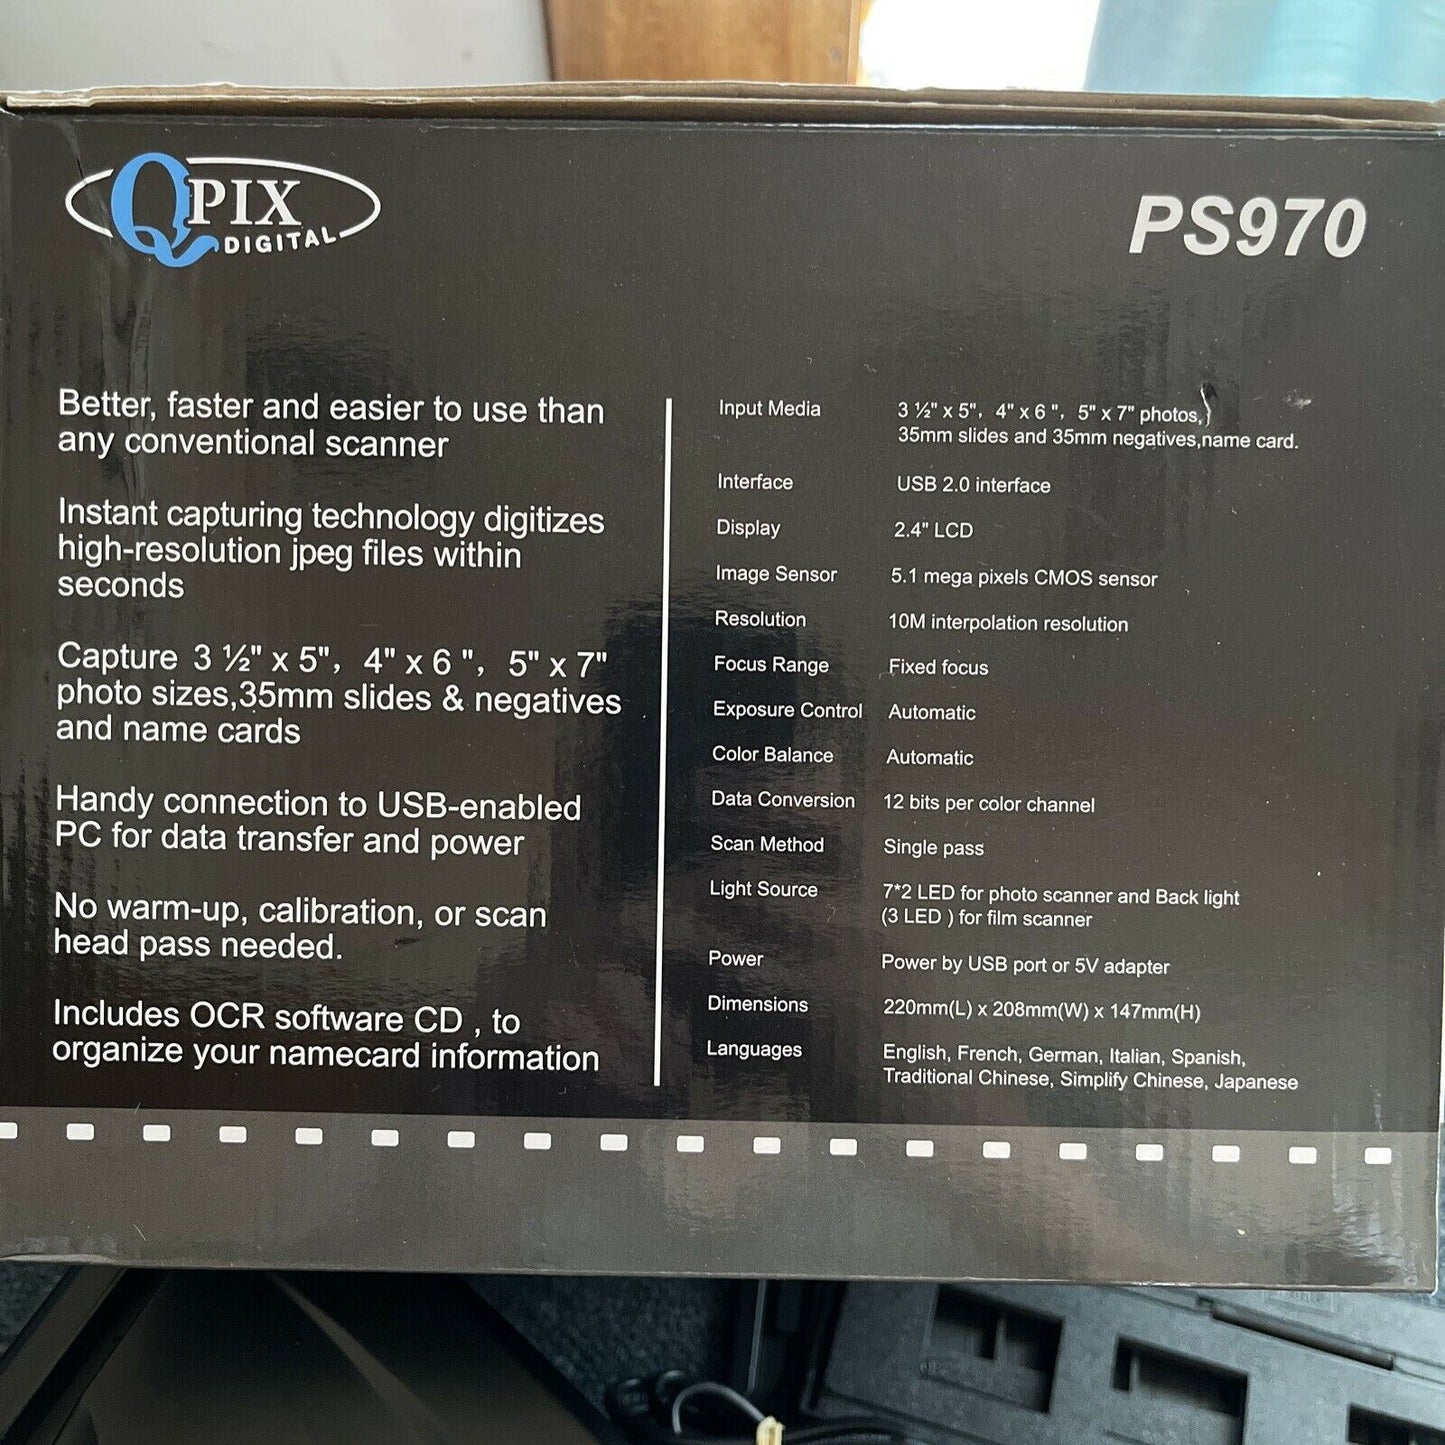 QPIX
DIGITAL
PS970
Better, faster and easier to use than
any conventional scanner
Instant capturing technology digitizes
high-resolution jpeg files within
seconds
Capture 3 ½" x 5", 4" x 6 ", 5" x 7"
photo sizes,35mm slides & negatives
and name cards
Handy connection to USB-enabled
PC for data transfer and power
No warm-up, calibration, or scan
head pass needed.
Includes OCR software CD , to
organize your namecard information
Input Media 3 ½" x 5", 4" x 6 ", 5" x 7" photos,
35mm slides and 35mm negatives,name card.
Interface USB 2.0 interface
Display 2.4" LCD
Image Sensor 5.1 mega pixels CMOS sensor
Resolution 10M interpolation resolution
Focus Range Fixed focus
Exposure Control Automatic
Color Balance Automatic
Data Conversion 12 bits per color channel
Scan Method Single pass
Light Source 7*2 LED for photo scanner and Back light
(3 LED ) for film scanner
Power Power by USB port or 5V adapter
Dimensions 220mm(L) x 208mm(W) x 147mm(H)
Languages English, French, German, Italian, Spanish,
Traditional Chinese, Simplify Chinese, Japanese